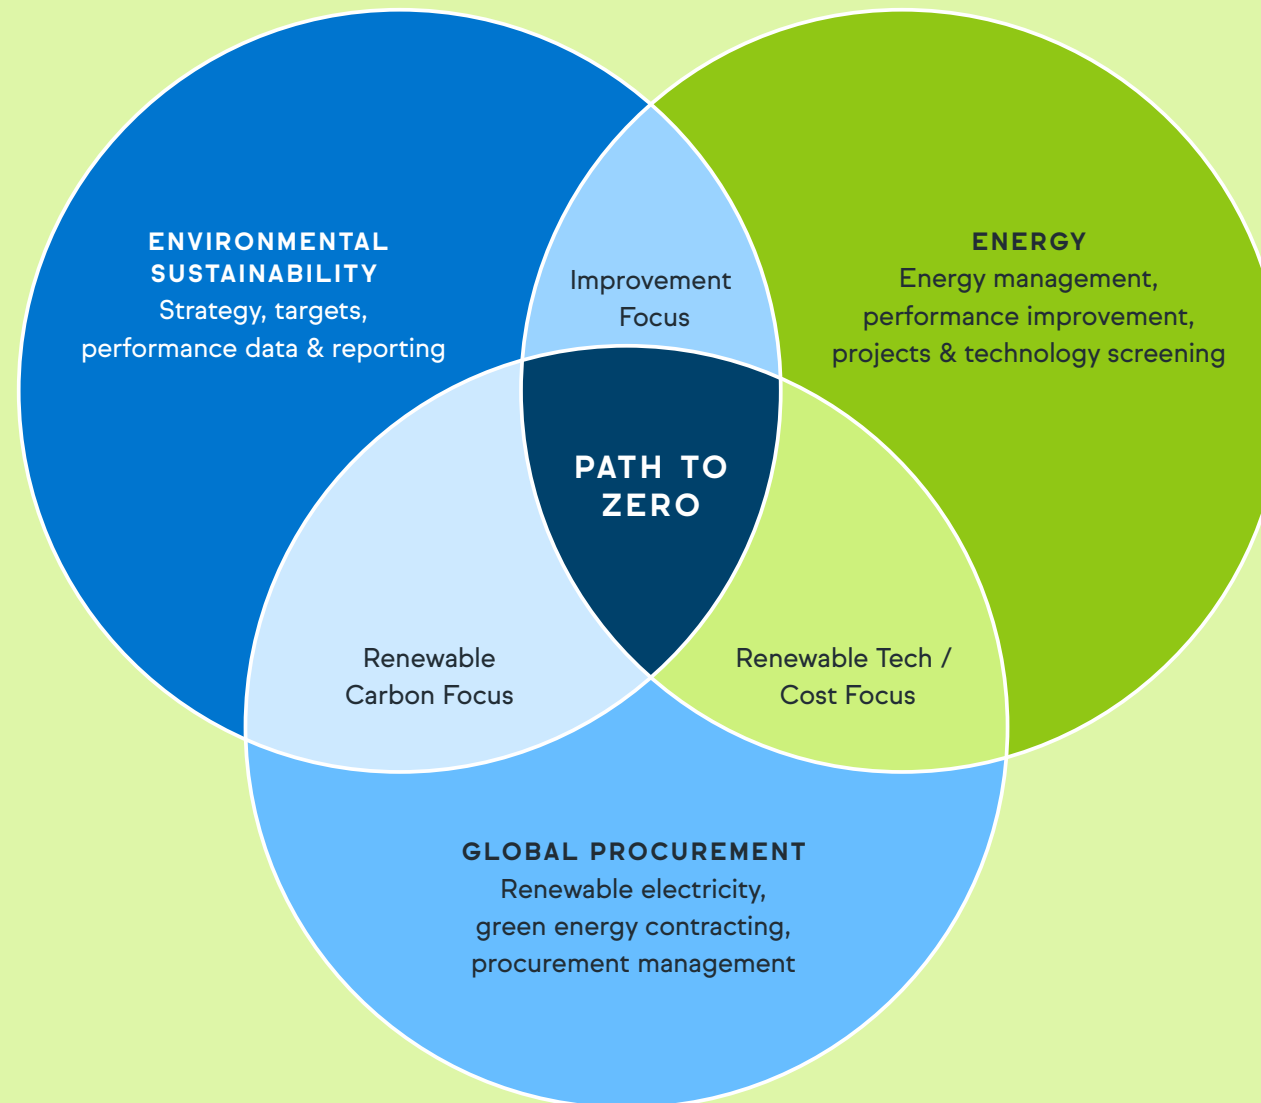 ENVIRONMENTAL
SUSTAINABILITY
Strategy, targets,
performance data & reporting
Improvement
Focus
ENERGY
Energy management,
performance improvement,
projects & technology screening
PATH TO
ZERO
Renewable
Carbon Focus
Renewable Tech /
Cost Focus
GLOBAL PROCUREMENT
Renewable electricity,
green energy contracting,
procurement management